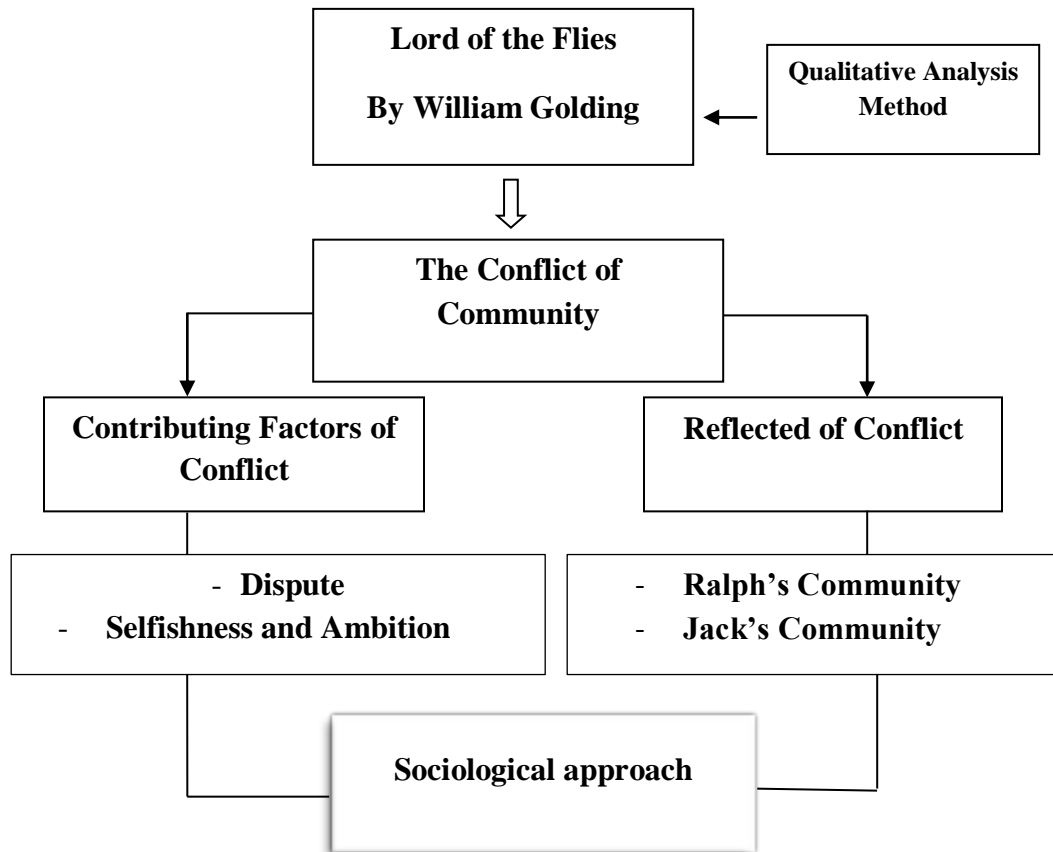 Lord of the Flies
By William Golding
Qualitative Analysis
Method
The Conflict of
Community
Contributing Factors of
Conflict
Reflected of Conflict
- Dispute
- Selfishness and Ambition
- Ralph’s Community
- Jack’s Community
Sociological approach